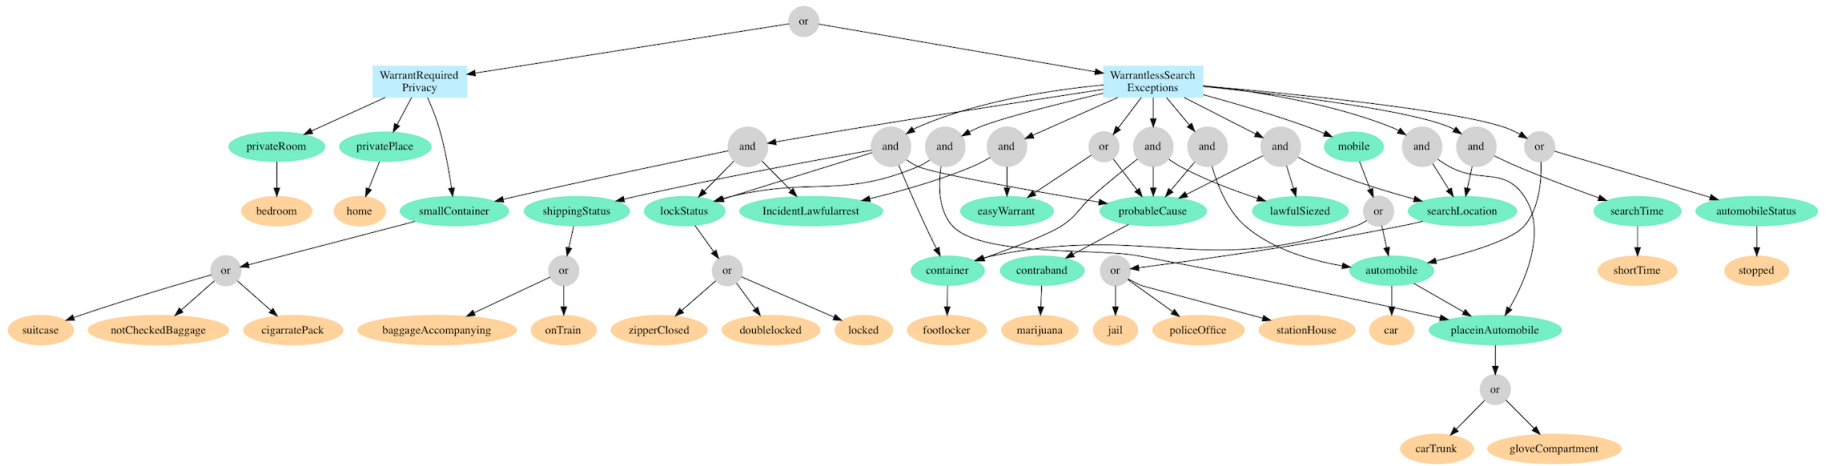 or
WarrantRequired
Privacy
WarrantlessSearch
Exceptions
privateRoom
privatePlace
and
and
and
and
or
and
and
and
mobile
and
and
or
bedroom
home
smallContainer
shippingStatus
lockStatus
IncidentLawfularrest
easyWarrant
probableCause
lawfulSiezed
or
searchLocation
searchTime
automobileStatus
or
or
or
container
contraband
or
automobile
shortTime
stopped
suitcase
notCheckedBaggage
cigarratePack
baggageAccompanying
onTrain
zipperClosed
doublelocked
locked
footlocker
marijuana
jail
policeOffice
stationHouse
car
placeinAutomobile
or
carTrunk
gloveCompartment